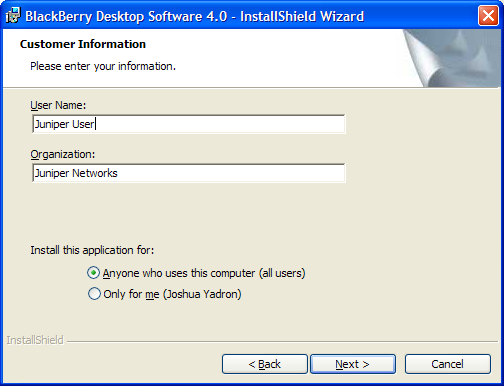 BlackBerry Desktop Software 4.0 - InstallShield Wizard
Customer Information
Please enter your information.
User Name:
Juniper User
Organization:
Juniper Networks
Install this application for:
Anyone who uses this computer (all users)
Only for me (Joshua Yadron)
InstallShield
< Back Next > Cancel